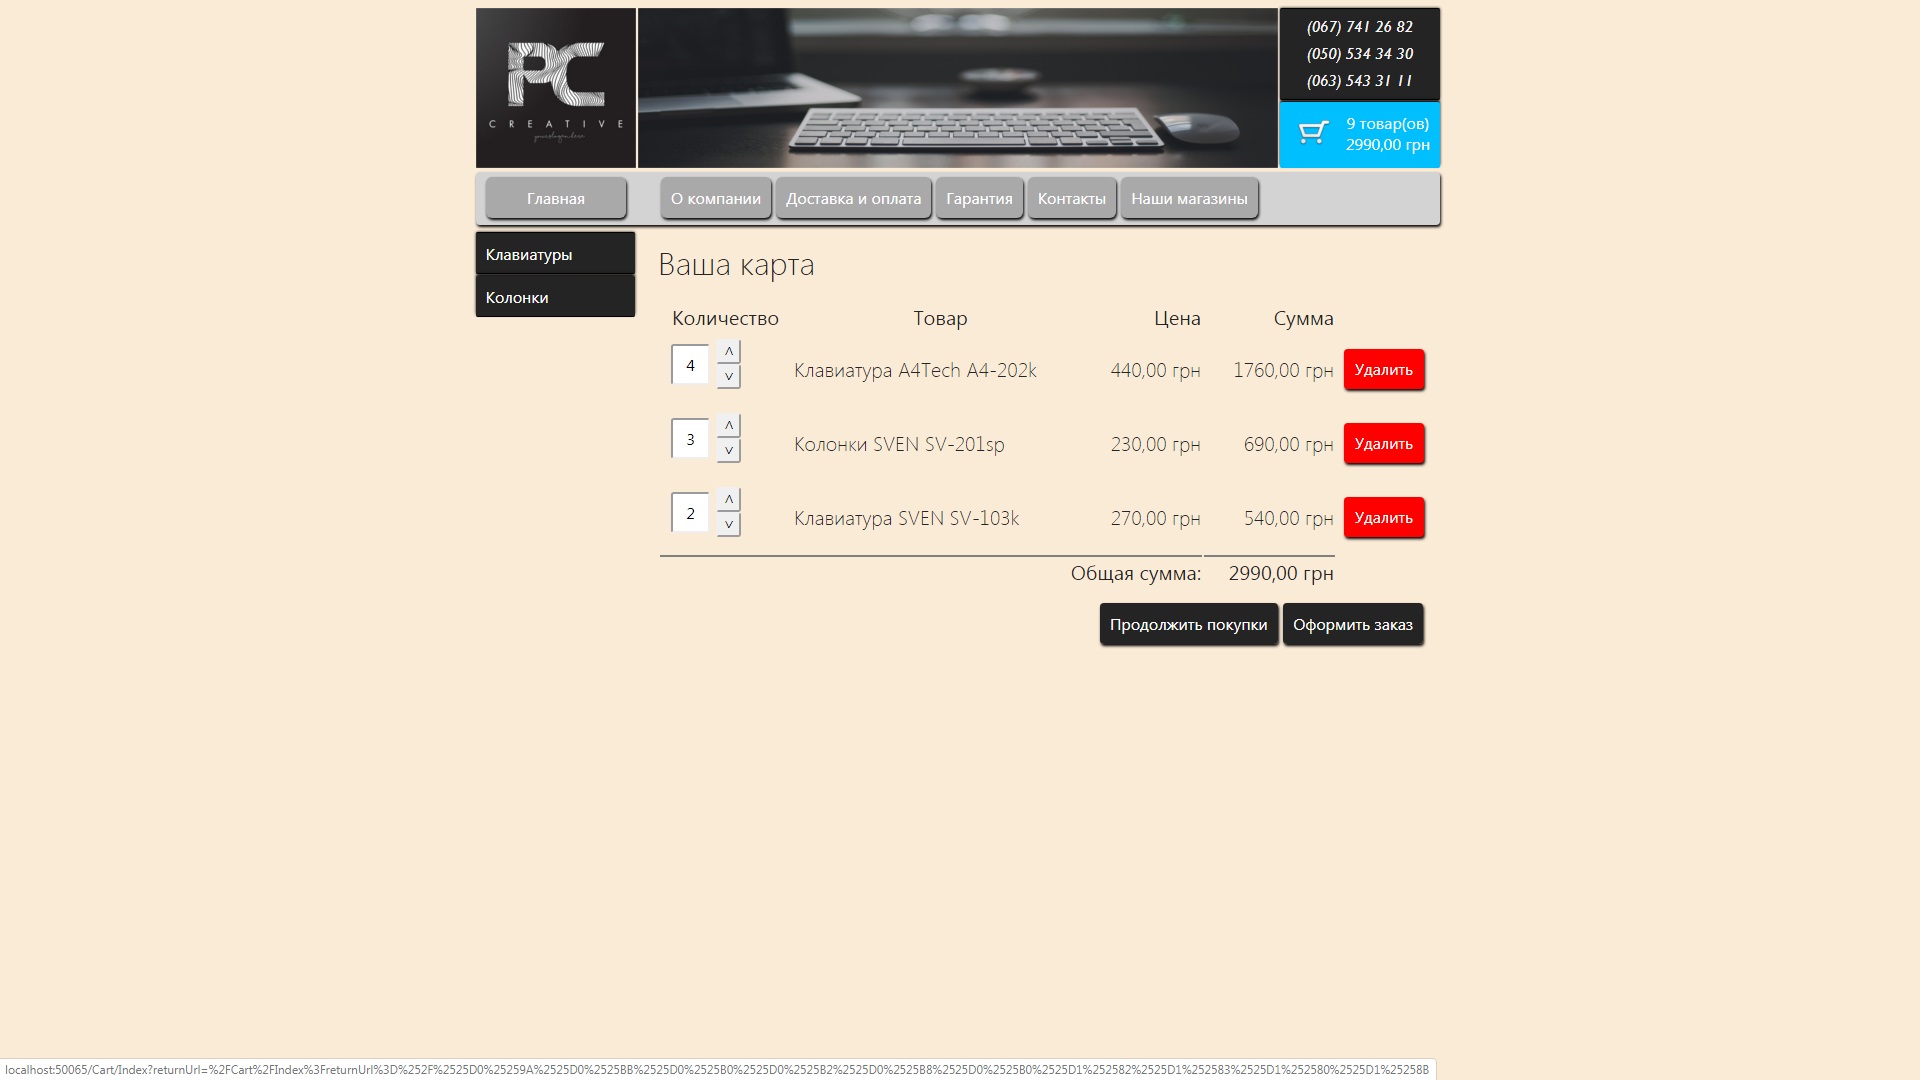 PC
CREATIVE
(067) 741 26 82
(050) 534 34 30
(063) 543 31 11
9 товар(ов)
2990,00 грн
Главная О компании Доставка и оплата Гарантия Контакты Наши магазины
Клавиатуры
Колонки
Ваша карта
Количество Товар Цена Сумма
4 Клавиатура A4Tech A4-202k 440,00 грн 1760,00 грн Удалить
3 Колонки SVEN SV-201sp 230,00 грн 690,00 грн Удалить
2 Клавиатура SVEN SV-103k 270,00 грн 540,00 грн Удалить
Общая сумма: 2990,00 грн
Продолжить покупки Оформить заказ
localhost:50065/Cart/Index?returnUrl=%2FCart%2FIndex%3FreturnUrl%3D%252F%2525D0%25259A%2525D0%2525BB%2525D0%2525B0%2525D0%2525B2%2525D0%2525B8%2525D0%2525B0%2525D1%252582%2525D1%252583%2525D1%252580%2525D1%25258B